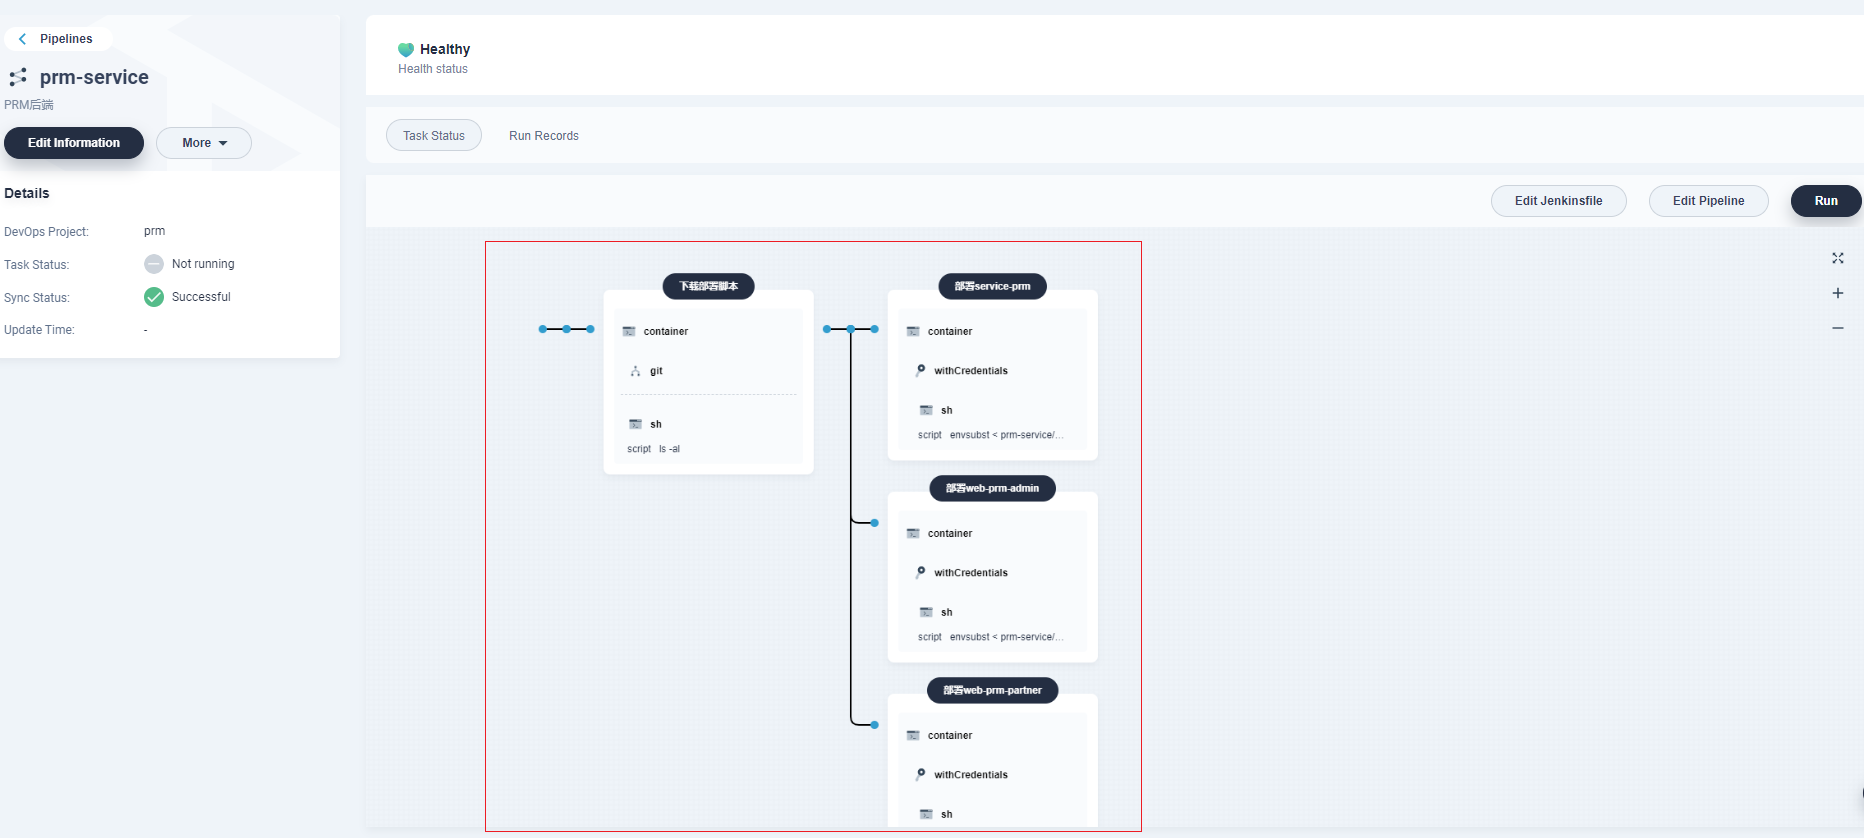 Pipelines
prm-service
PRM后端
Edit Information
More
Details
DevOps Project:
prm
Task Status:
Not running
Sync Status:
Successful
Update Time:
-
Healthy
Health status
Task Status
Run Records
Edit Jenkinsfile
Edit Pipeline
Run
下载部署脚本
container
git
sh
script ls -al
部署service-prm
container
withCredentials
sh
script envsubst < prm-service/...
部署web-prm-admin
container
withCredentials
sh
script envsubst < prm-service/...
部署web-prm-partner
container
withCredentials
sh